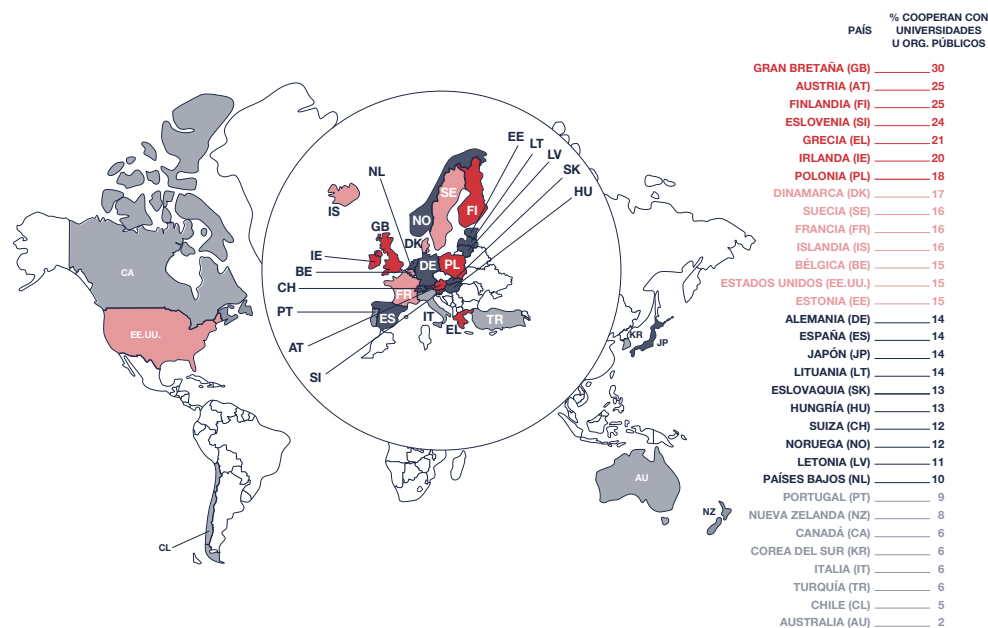 PAÍS
% COOPERAN CON
UNIVERSIDADES
U ORG. PÚBLICOS
GRAN BRETAÑA (GB) 30
AUSTRIA (AT) 25
FINLANDIA (FI) 25
ESLOVENIA (SI) 24
GRECIA (EL) 21
IRLANDA (IE) 20
POLONIA (PL) 18
DINAMARCA (DK) 17
SUECIA (SE) 16
FRANCIA (FR) 16
ISLANDIA (IS) 16
BÉLGICA (BE) 15
ESTADOS UNIDOS (EE.UU.) 15
ESTONIA (EE) 15
ALEMANIA (DE) 14
ESPAÑA (ES) 14
JAPÓN (JP) 14
LITUANIA (LT) 14
ESLOVAQUIA (SK) 13
HUNGRÍA (HU) 13
SUIZA (CH) 12
NORUEGA (NO) 12
LETONIA (LV) 11
PAÍSES BAJOS (NL) 10
PORTUGAL (PT) 9
NUEVA ZELANDA (NZ) 8
CANADÁ (CA) 6
COREA DEL SUR (KR) 6
ITALIA (IT) 6
TURQUÍA (TR) 6
CHILE (CL) 5
AUSTRALIA (AU) 2
EE
LT
LV
SK
HU
NL
SE
IS
NO
FI
GB
DK
IE
BE
DE
PL
CA
CH
FR
PT
ES
IT
TR
EL
EE.UU.
KR
JP
AT
SI
AU
NZ
CL